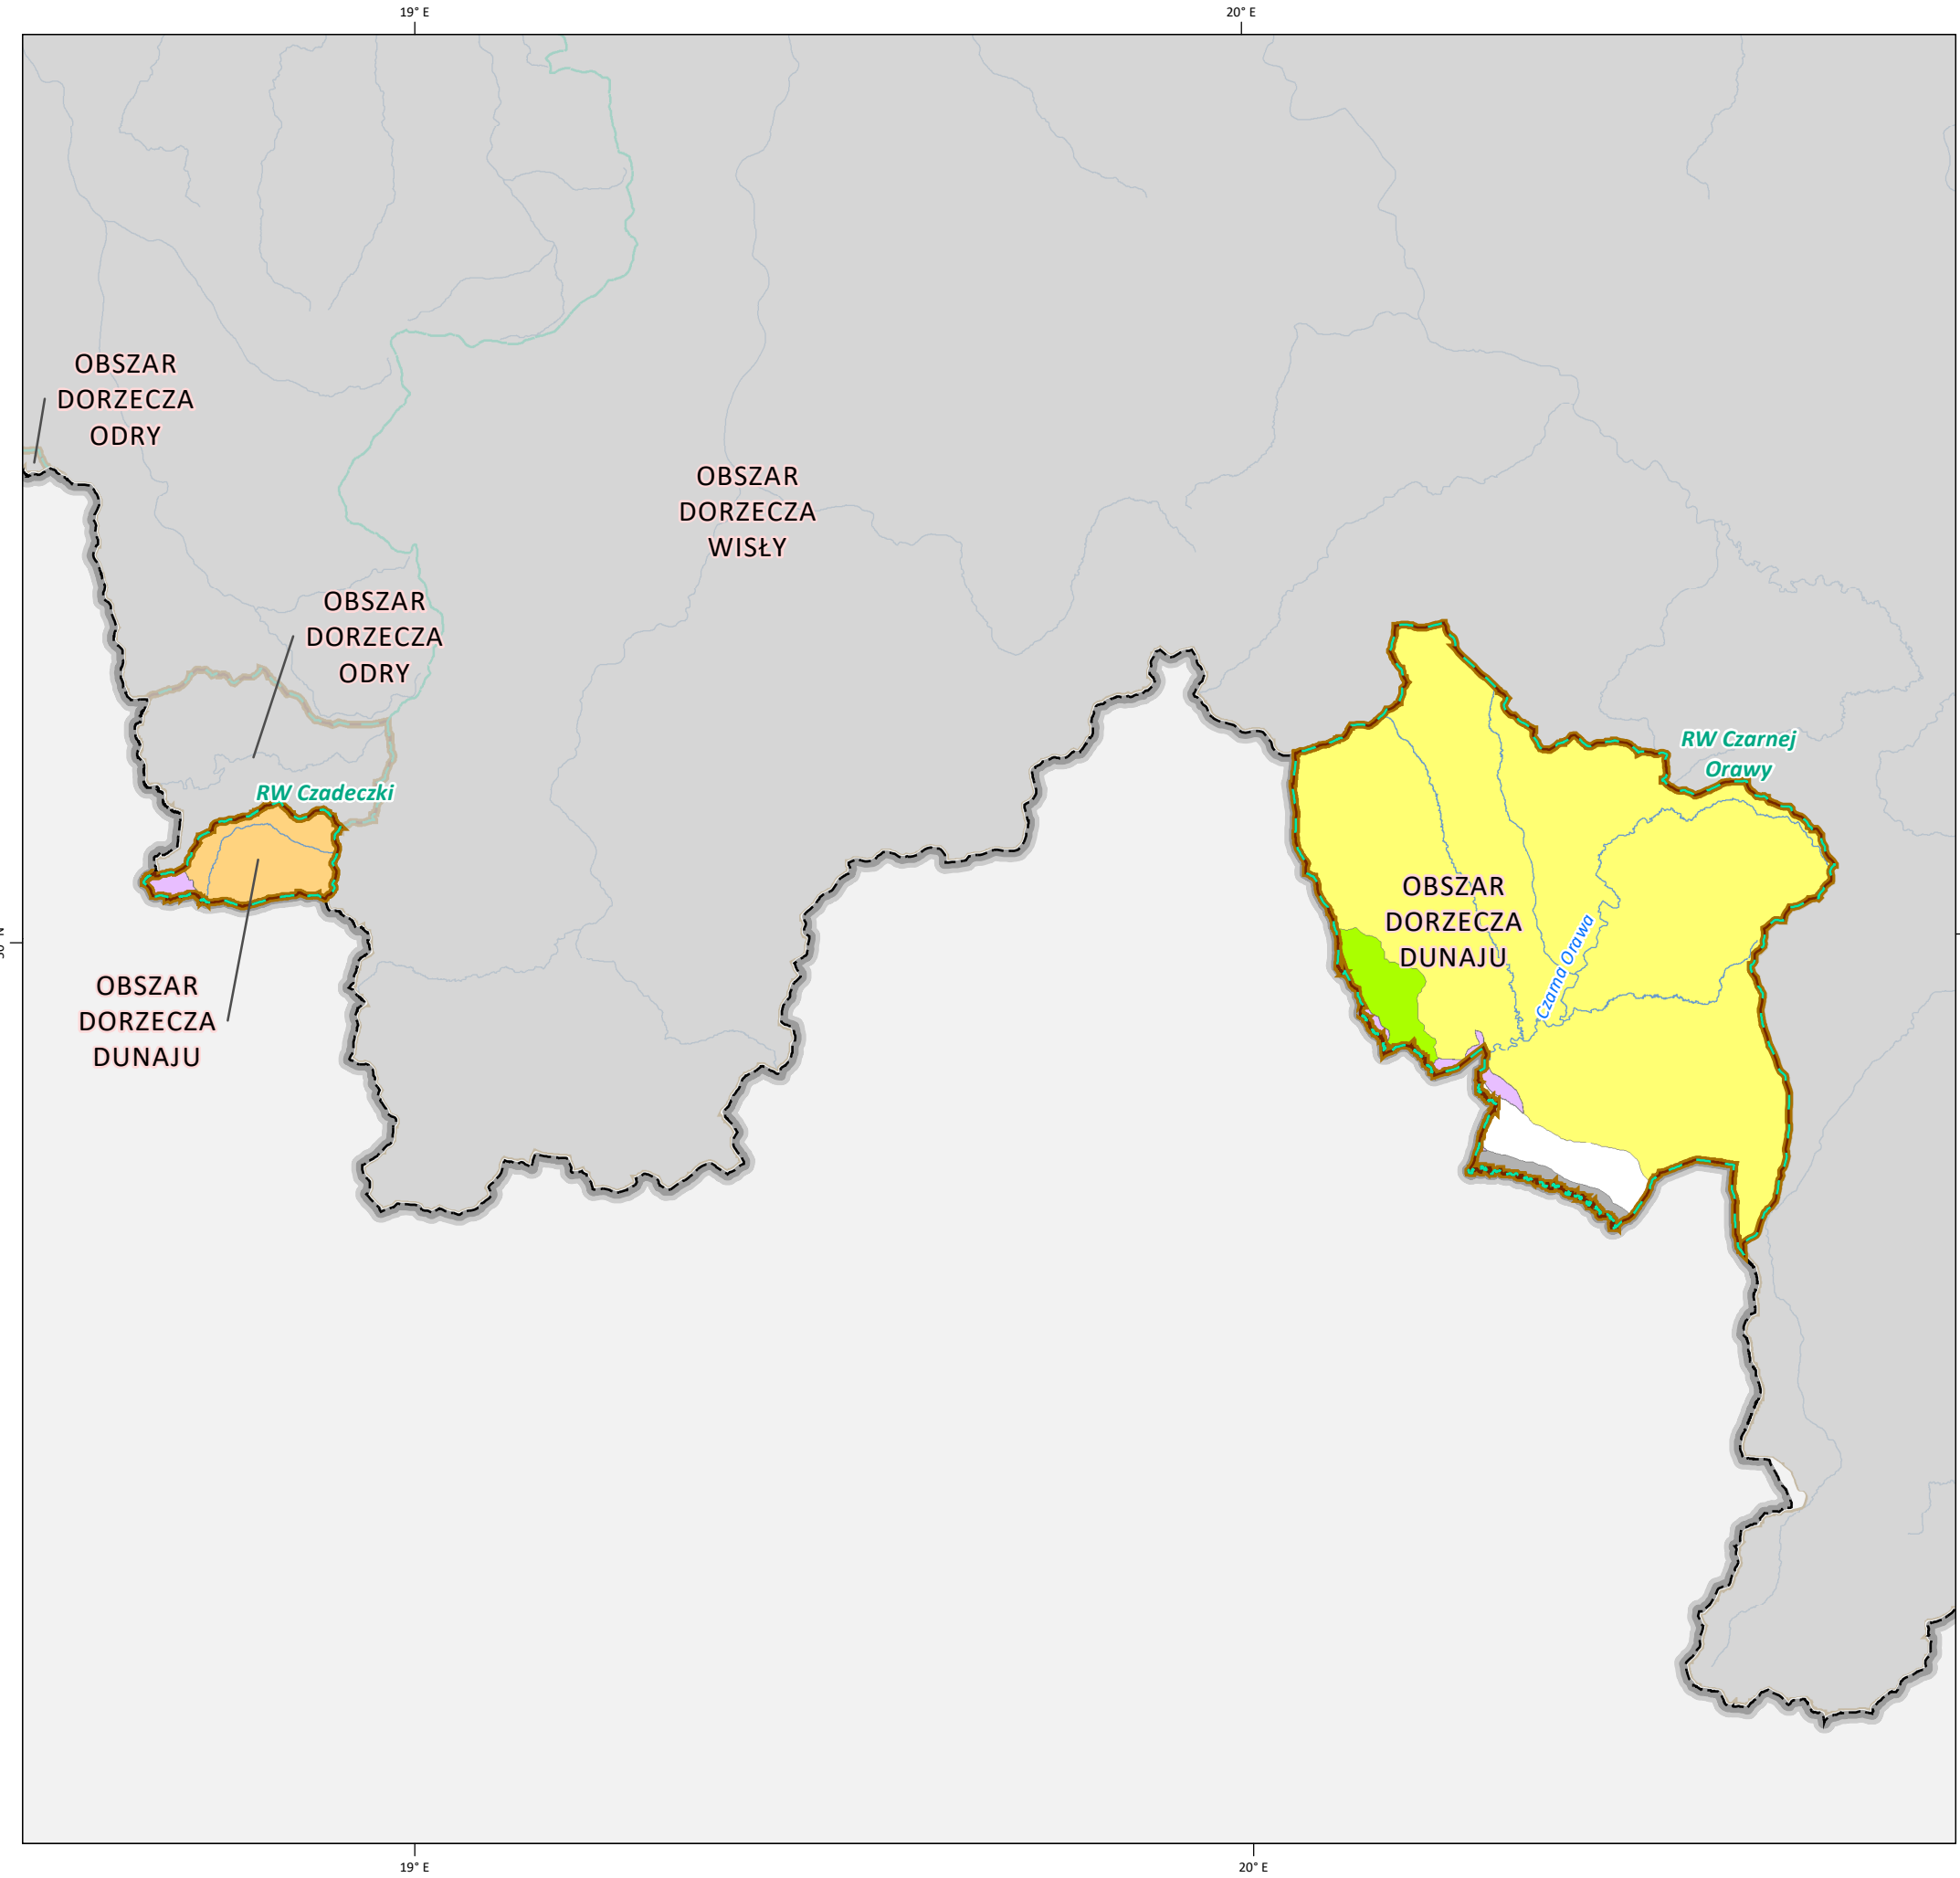 19° E
20° E
OBSZAR
DORZECZA
ODRY
OBSZAR
DORZECZA
WISŁY
OBSZAR
DORZECZA
ODRY
RW Czarnej
Orawy
RW Czadeczki
OBSZAR
DORZECZA
DUNAJU
Czarna Orawa
OBSZAR
DORZECZA
DUNAJU
19° E
20° E